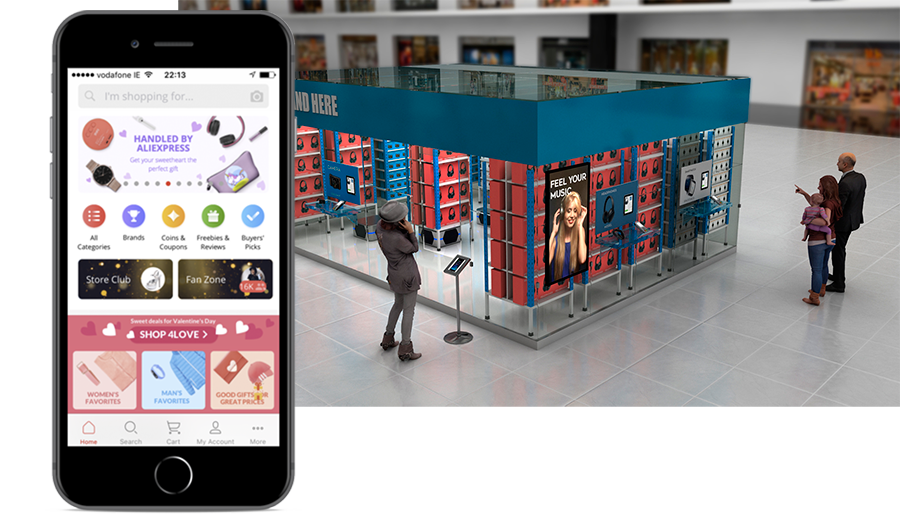 vodafone IE
22:13
I'm shopping for...
HANDLED BY
ALIEXPRESS
Get your sweetheart the
perfect gift
All
Categories
Brands
Coins &
Coupons
Freebies &
Reviews
Buyers'
Picks
Store Club
Fan Zone
16K
Sweet deals for Valentine's Day
SHOP 4LOVE >
WOMEN'S
FAVORITES
MAN'S
FAVORITES
GOOD GIFTS FOR
GREAT PRICES
Home
Search
Cart
My Account
More
AND HERE
FEEL YOUR
MUSIC